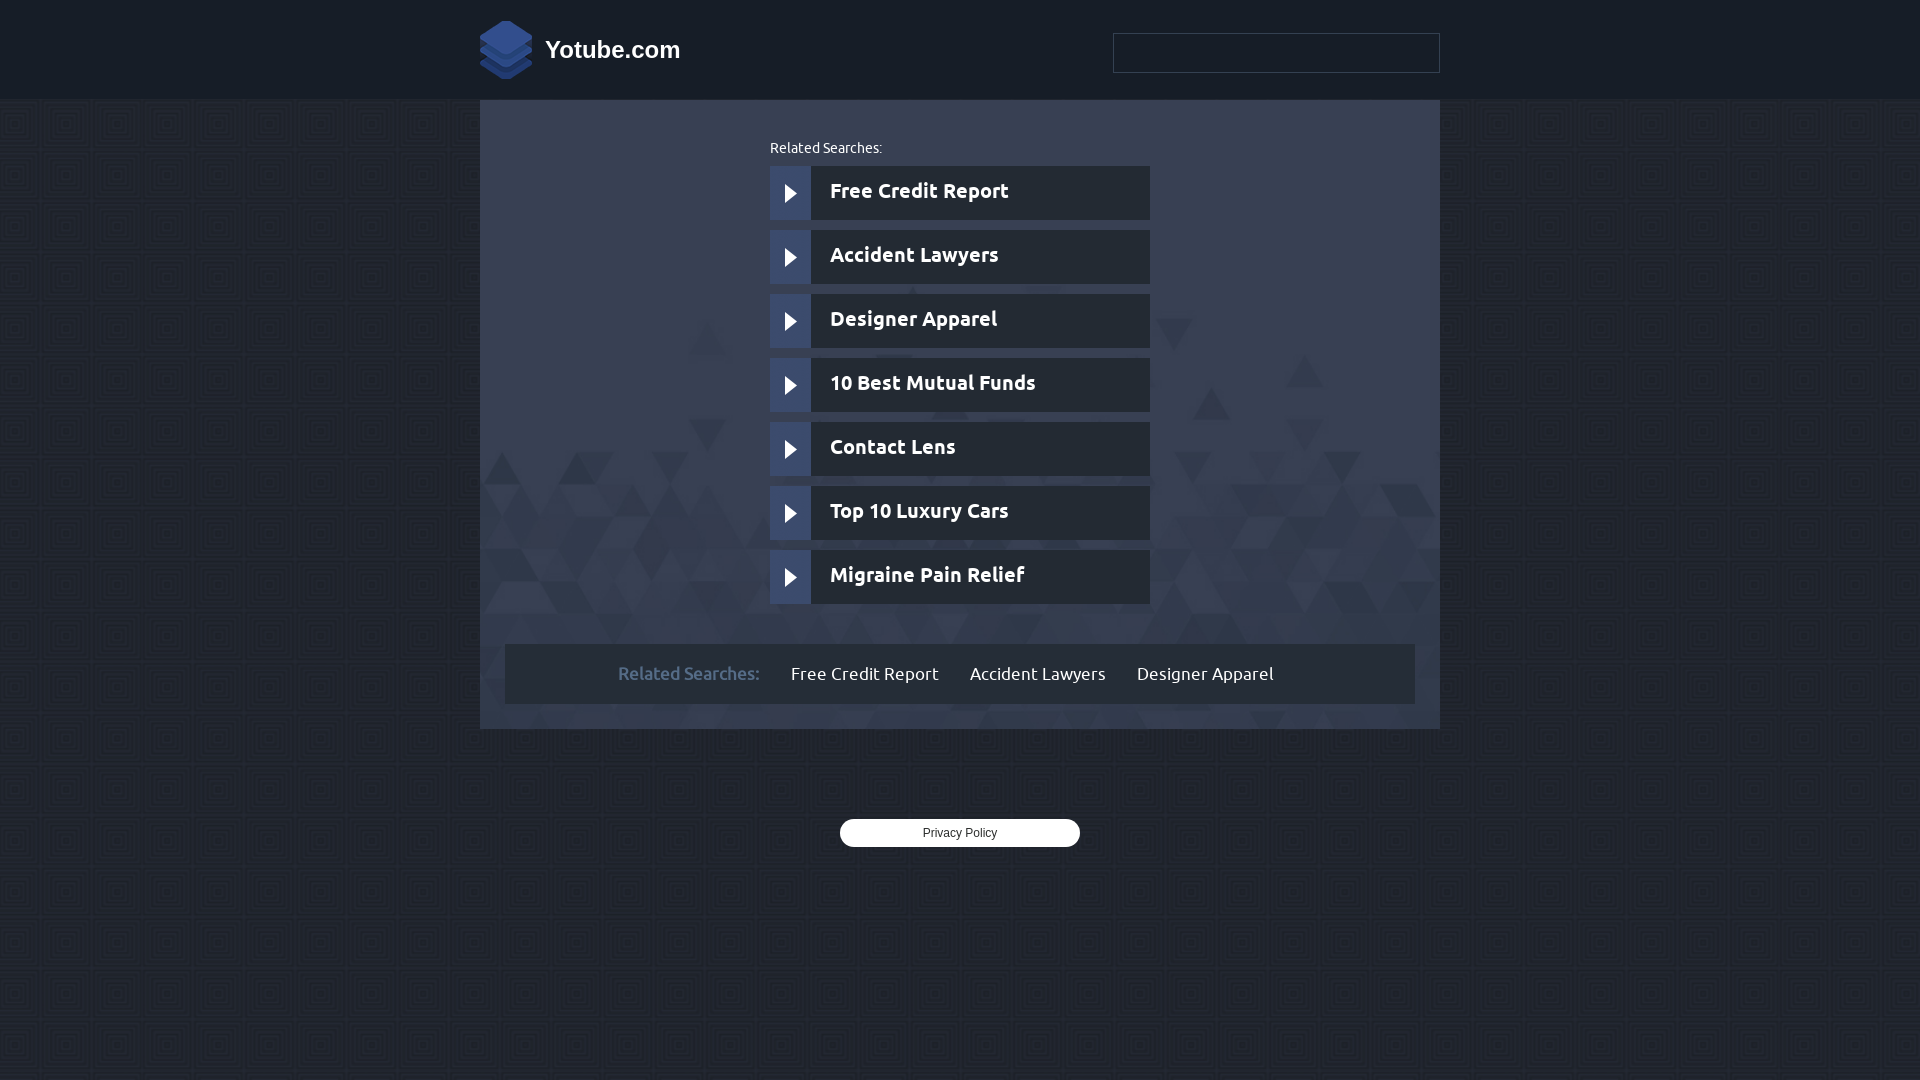 Yotube.com
Related Searches:
Free Credit Report
Accident Lawyers
Designer Apparel
10 Best Mutual Funds
Contact Lens
Top 10 Luxury Cars
Migraine Pain Relief
Related Searches: Free Credit Report Accident Lawyers Designer Apparel
Privacy Policy